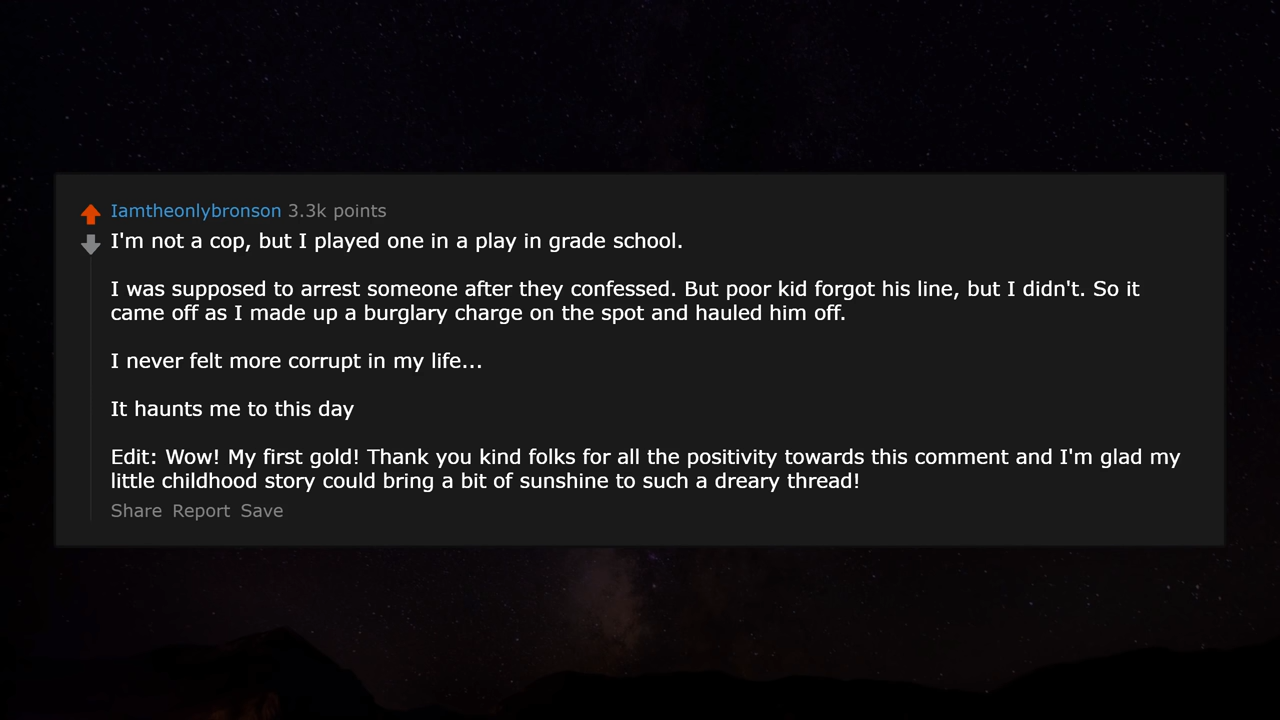 Iamtheonlybronson 3.3k points
I'm not a cop, but I played one in a play in grade school.
I was supposed to arrest someone after they confessed. But poor kid forgot his line, but I didn't. So it
came off as I made up a burglary charge on the spot and hauled him off.
I never felt more corrupt in my life...
It haunts me to this day
Edit: Wow! My first gold! Thank you kind folks for all the positivity towards this comment and I'm glad my
little childhood story could bring a bit of sunshine to such a dreary thread!
Share Report Save